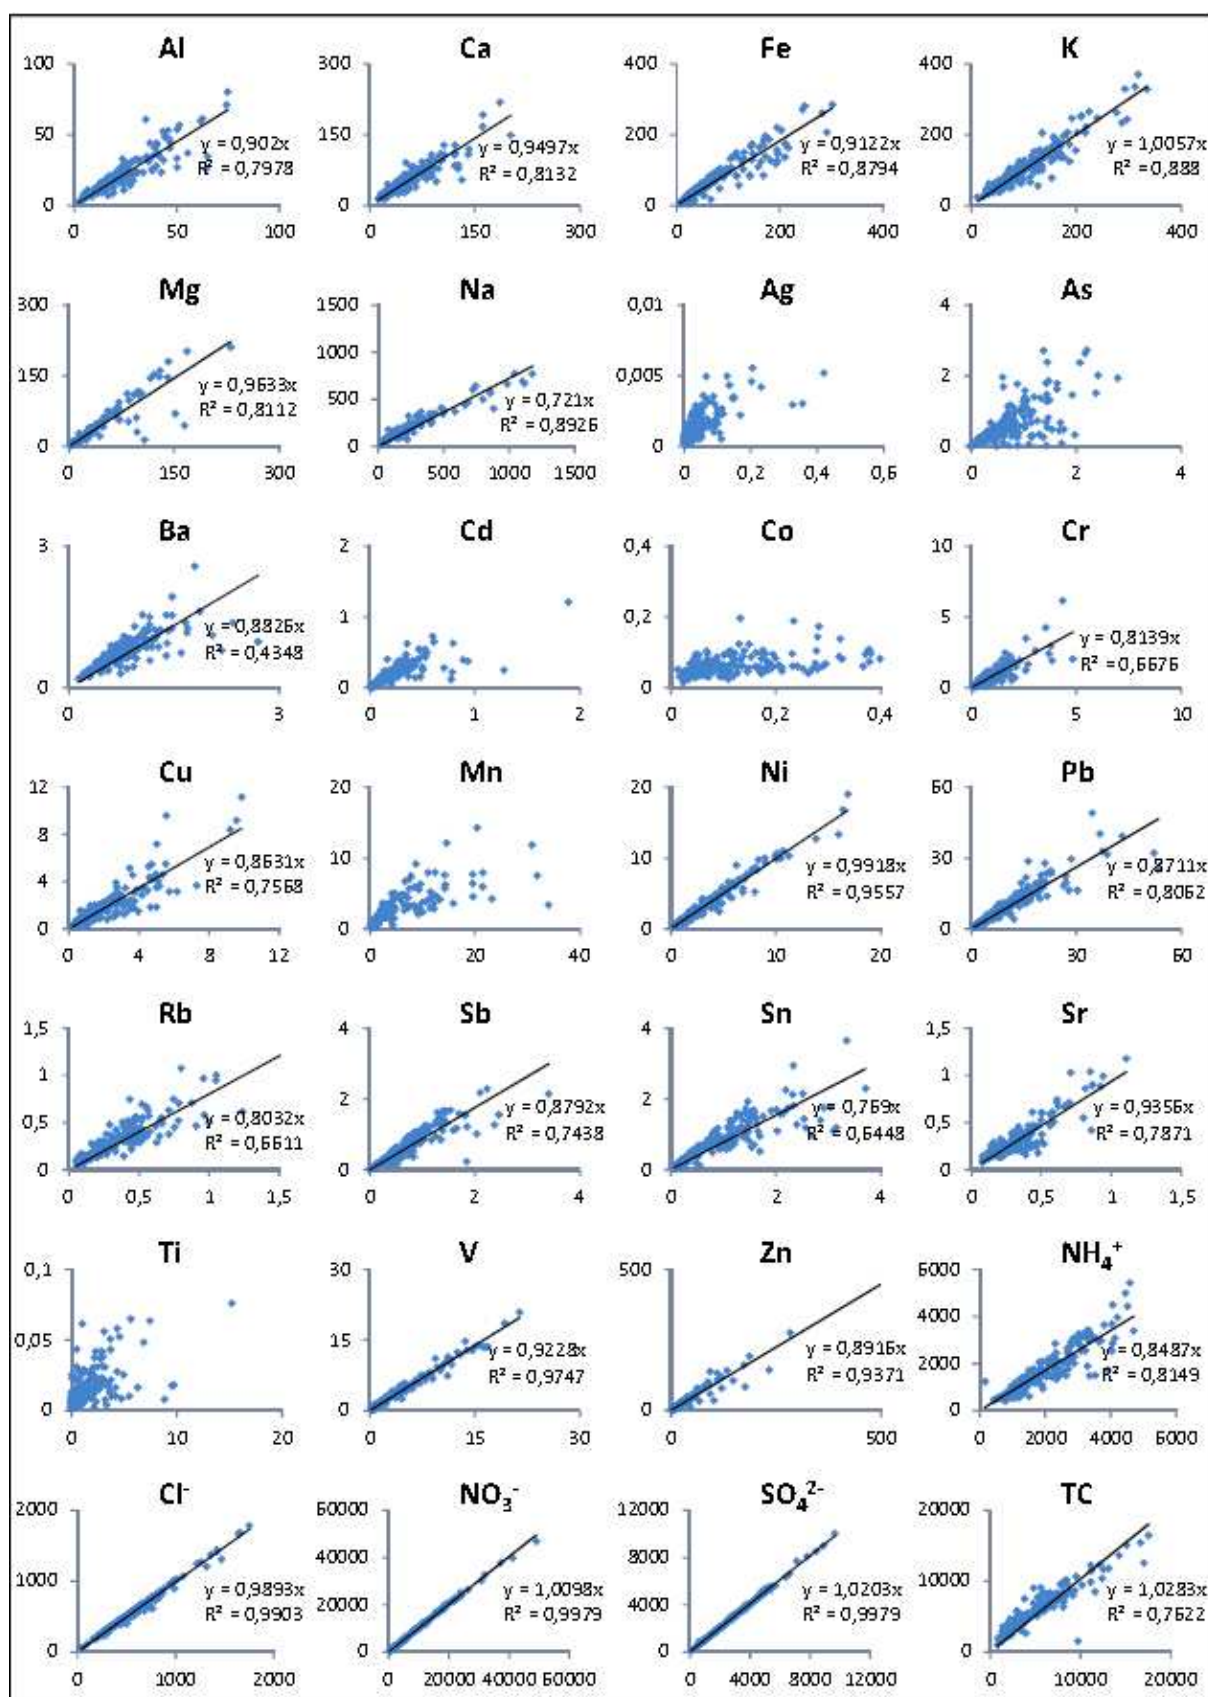 Al
Ca
Fe
K
100
50
0
0
50
100
y = 0,902x
R² = 0,7978
300
150
0
0
150
300
y = 0,9497x
R² = 0,8132
400
200
0
0
200
400
y = 0,9122x
R² = 0,8794
400
200
0
0
200
400
y = 1,0057x
R² = 0,888
Mg
Na
Ag
As
300
150
0
0
150
300
y = 0,9633x
R² = 0,8112
1500
1000
500
0
0
500
1000
1500
y = 0,721x
R² = 0,8926
0,01
0,005
0
0
0,2
0,4
0,6
4
2
0
0
2
4
Ba
Cd
Co
Cr
3
0
0
3
y = 0,8826x
R² = 0,4348
2
1
0
0
1
2
0,4
0,2
0
0
0,2
0,4
10
5
0
0
5
10
y = 0,8139x
R² = 0,6676
Cu
Mn
Ni
Pb
12
8
4
0
0
4
8
12
y = 0,8631x
R² = 0,7568
20
10
0
0
20
40
20
10
0
0
10
20
y = 0,9918x
R² = 0,9557
60
30
0
0
30
60
y = 0,8711x
R² = 0,8062
Rb
Sb
Sn
Sr
1,5
1
0,5
0
0
0,5
1
1,5
y = 0,8032x
R² = 0,6611
4
2
0
0
2
4
y = 0,8792x
R² = 0,7438
4
2
0
0
2
4
y = 0,769x
R² = 0,6448
1,5
1
0,5
0
0
0,5
1
1,5
y = 0,9356x
R² = 0,7871
Ti
V
Zn
NH₄⁺
0,1
0,05
0
0
10
20
30
15
0
0
15
30
y = 0,9228x
R² = 0,9747
500
0
0
500
y = 0,8916x
R² = 0,9371
6000
4000
2000
0
0
2000
4000
6000
y = 0,8487x
R² = 0,8149
Cl⁻
NO₃⁻
SO₄²⁻
TC
2000
1000
0
0
1000
2000
y = 0,9893x
R² = 0,9903
60000
40000
20000
0
0
20000
40000
60000
y = 1,0098x
R² = 0,9979
12000
8000
4000
0
0
4000
8000
12000
y = 1,0203x
R² = 0,9979
20000
10000
0
0
10000
20000
y = 1,0283x
R² = 0,7622